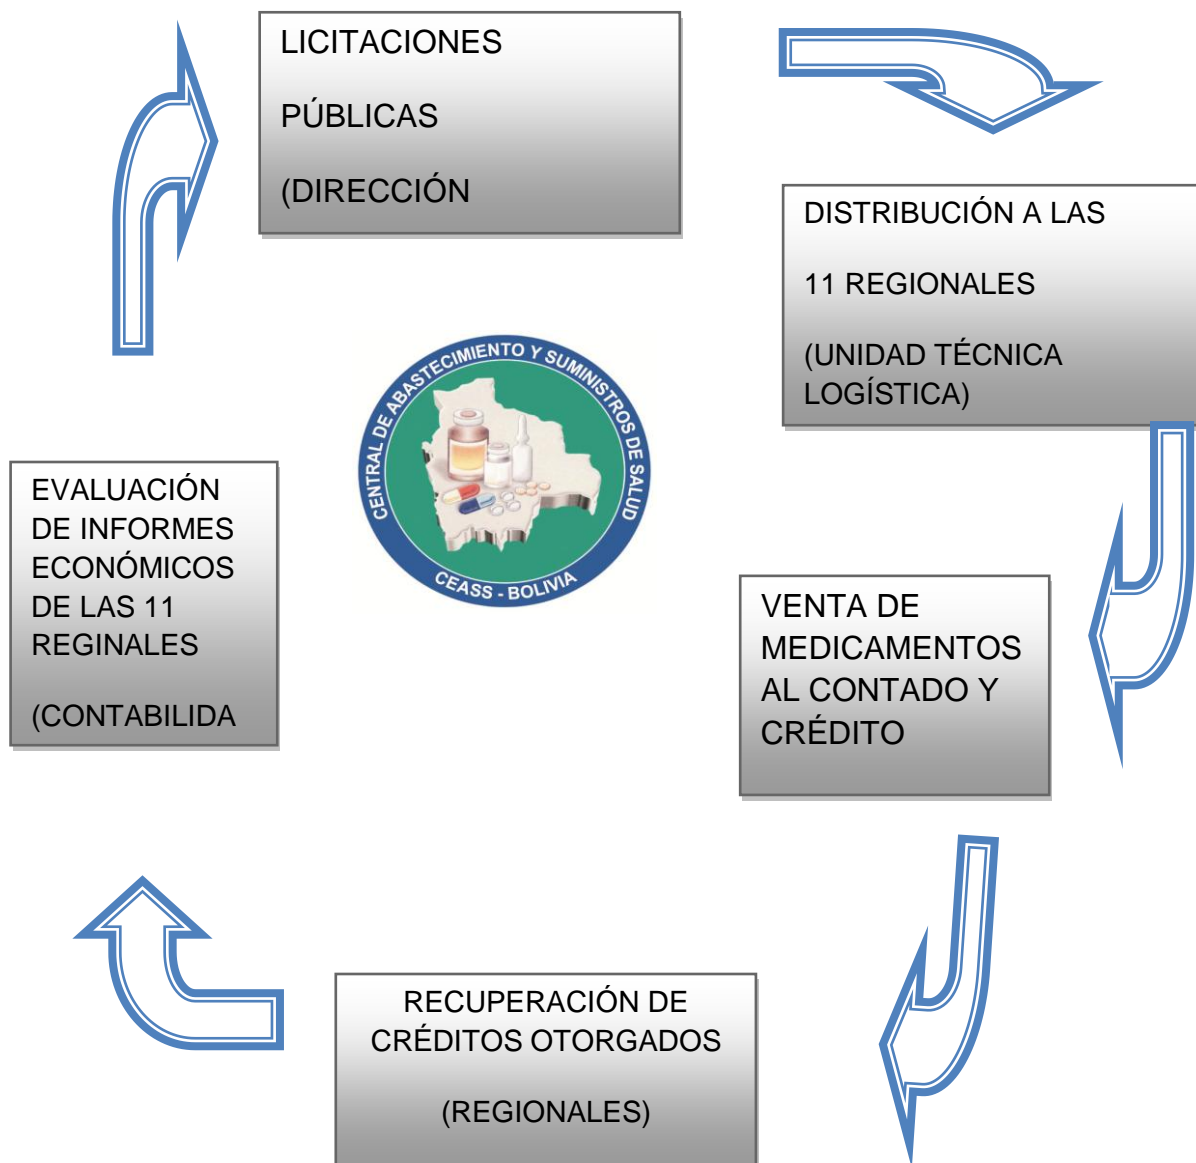 LICITACIONES
PÚBLICAS
(DIRECCIÓN
DISTRIBUCIÓN A LAS
11 REGIONALES
(UNIDAD TÉCNICA
LOGÍSTICA)
CENTRAL DE ABASTECIMIENTO Y SUMINISTROS DE SALUD
CEASS - BOLIVIA
VENTA DE
MEDICAMENTOS
AL CONTADO Y
CRÉDITO
RECUPERACIÓN DE
CRÉDITOS OTORGADOS
(REGIONALES)
EVALUACIÓN
DE INFORMES
ECONÓMICOS
DE LAS 11
REGINALES
(CONTABILIDA